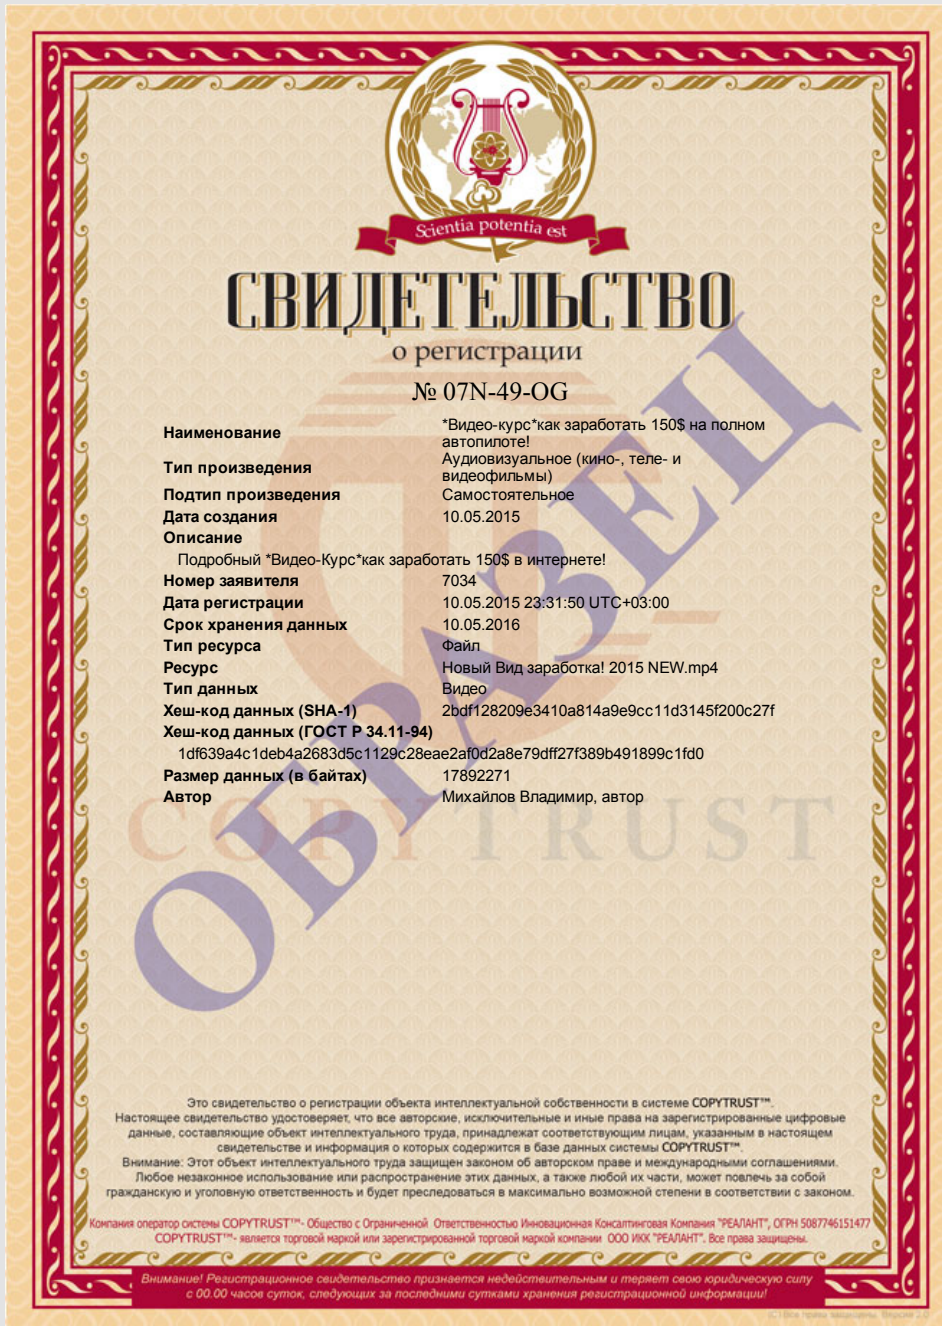 Scientia potentia est
СВИДЕТЕЛЬСТВО
о регистрации
№ 07N-49-OG
Наименование *Видео-курс*как заработать 150$ на полном
автопилоте!
Тип произведения Аудиовизуальное (кино-, теле- и
видеофильмы)
Подтип произведения Самостоятельное
Дата создания 10.05.2015
Описание
Подробный *Видео-Курс*как заработать 150$ в интернете!
Номер заявителя 7034
Дата регистрации 10.05.2015 23:31:50 UTC+03:00
Срок хранения данных 10.05.2016
Тип ресурса Файл
Ресурс Новый Вид заработка! 2015 NEW.mp4
Тип данных Видео
Хеш-код данных (SHA-1) 2bdf128209e3410a814a9e9cc11d3145f200c27f
Хеш-код данных (ГОСТ Р 34.11-94)
1df639a4c1deb4a2683d5c1129c28eae2af0d2a8e79dff27f389b491899c1fd0
Размер данных (в байтах) 17892271
Автор Михайлов Владимир, автор
COPYTRUST
ОБРАЗЕЦ
Это свидетельство о регистрации объекта интеллектуальной собственности в системе COPYTRUST™.
Настоящее свидетельство удостоверяет, что все авторские, исключительные и иные права на зарегистрированные цифровые
данные, составляющие объект интеллектуального труда, принадлежат соответствующим лицам, указанным в настоящем
свидетельстве и информация о которых содержится в базе данных системы COPYTRUST™.
Внимание: Этот объект интеллектуального труда защищен законом об авторском праве и международными соглашениями.
Любое незаконное использование или распространение этих данных, а также любой их части, может повлечь за собой
гражданскую и уголовную ответственность и будет преследоваться в максимально возможной степени в соответствии с законом.
Компания оператор системы COPYTRUST™- Общество с Ограниченной Ответственностью Инновационная Консалтинговая Компания "РЕАЛАНТ", ОГРН 5087746151477
COPYTRUST™- является торговой маркой или зарегистрированной торговой маркой компании ООО ИКК "РЕАЛАНТ". Все права защищены.
Внимание! Регистрационное свидетельство признается недействительным и теряет свою юридическую силу
с 00.00 часов суток, следующих за последними сутками хранения регистрационной информации!
(C) Все права защищены. Версия 2.0